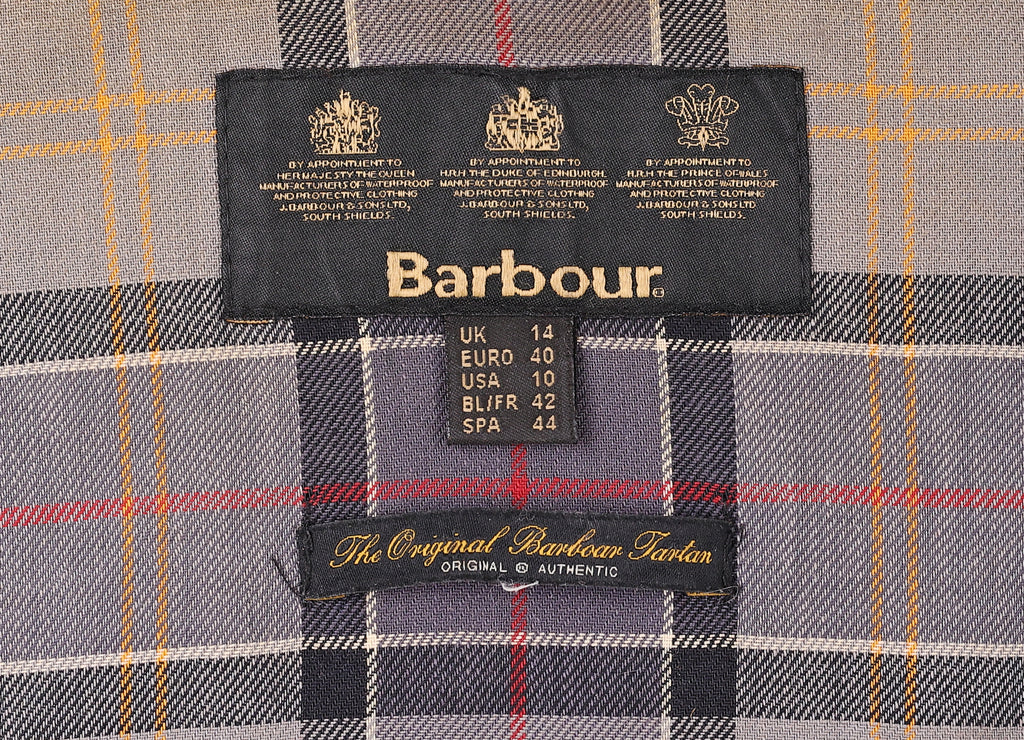 BY APPOINTMENT TO
HER MAJESTY THE QUEEN
MANUFACTURERS OF WATERPROOF
AND PROTECTIVE CLOTHING
J.BARBOUR & SONS LTD,
SOUTH SHIELDS.
BY APPOINTMENT TO
H.R.H THE DUKE OF EDINBURGH,
MANUFACTURERS OF WATERPROOF
AND PROTECTIVE CLOTHING
J.BARBOUR & SONS LTD,
SOUTH SHIELDS.
BY APPOINTMENT TO
H.R.H THE PRINCE OF WALES
MANUFACTURERS OF WATERPROOF
AND PROTECTIVE CLOTHING
J.BARBOUR & SONS LTD
SOUTH SHIELDS.
Barbour®
UK 14
EURO 40
USA 10
BL/FR 42
SPA 44
The Original Barbour Tartan
ORIGINAL ® AUTHENTIC